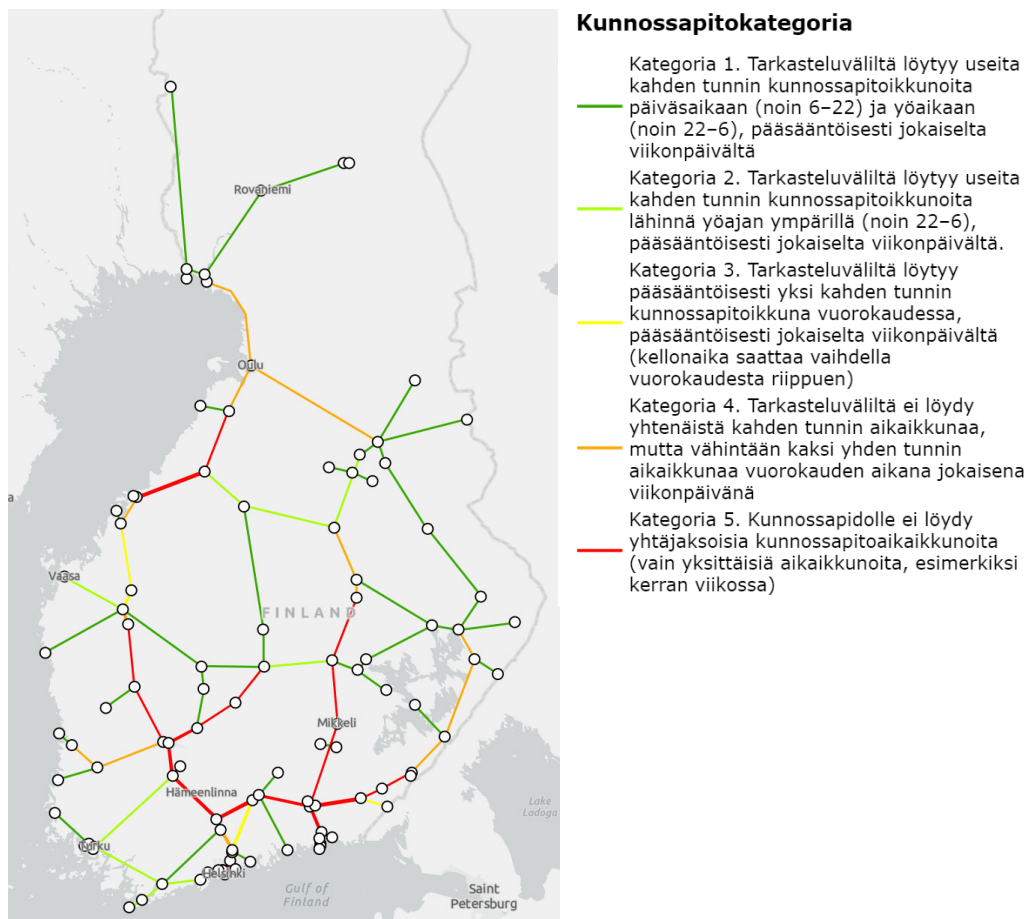 Kunnossapitokategoria
Kategoria 1. Tarkasteluväliltä löytyy useita
kahden tunnin kunnossapitoikkunoita
päiväsaikaan (noin 6–22) ja yöaikaan
(noin 22–6), pääsääntöisesti jokaiselta
viikonpäivältä
Kategoria 2. Tarkasteluväliltä löytyy useita
kahden tunnin kunnossapitoikkunoita
lähinnä yöajan ympärillä (noin 22–6),
pääsääntöisesti jokaiselta viikonpäivältä.
Kategoria 3. Tarkasteluväliltä löytyy
pääsääntöisesti yksi kahden tunnin
kunnossapitoikkuna vuorokaudessa,
pääsääntöisesti jokaiselta viikonpäivältä
(kellonaika saattaa vaihdella
vuorokaudesta riippuen)
Kategoria 4. Tarkasteluväliltä ei löydy
yhtenäistä kahden tunnin aikaikkunaa,
mutta vähintään kaksi yhden tunnin
aikaikkunaa vuorokauden aikana jokaisena
viikonpäivänä
Kategoria 5. Kunnossapidolle ei löydy
yhtäjaksoisia kunnossapitoaikaikkunoita
(vain yksittäisiä aikaikkunoita, esimerkiksi
kerran viikossa)
Rovaniemi
Oulu
a
Vaasa
FINLAND
Mikkeli
Hämeenlinna
Turku
Helsinki
Lake
Ladoga
Gulf of
Finland
Saint
Petersburg